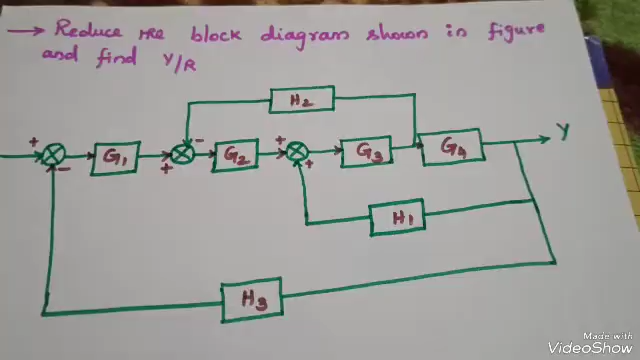 → Reduce the block diagram shown in figure
and find Y/R
H2
+ - + Y
G1 G2 G3 G4
- + +
H1
H3
Made with
VideoShow